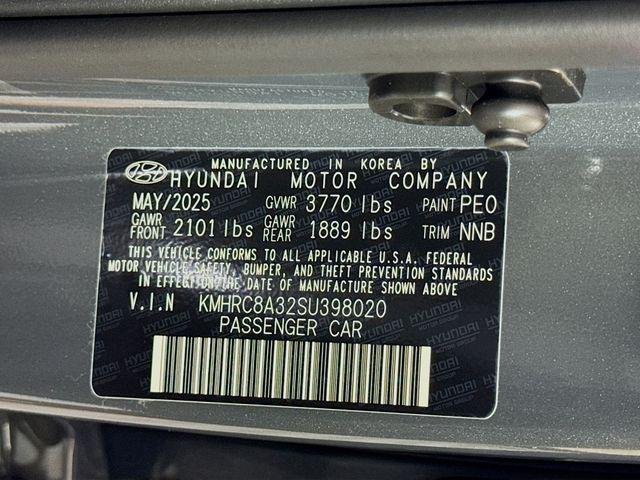 MANUFACTURED IN KOREA BY
HYUNDAI MOTOR COMPANY
MAY/2025 GVWR 3770 lbs PAINT PEO
GAWR FRONT 2101 lbs GAWR REAR 1889 lbs TRIM NNB
THIS VEHICLE CONFORMS TO ALL APPLICABLE U.S.A. FEDERAL
MOTOR VEHICLE SAFETY, BUMPER, AND THEFT PREVENTION STANDARDS
IN EFFECT ON THE DATE OF MANUFACTURE SHOWN ABOVE
V.I.N KMHRC8A32SU398020
PASSENGER CAR